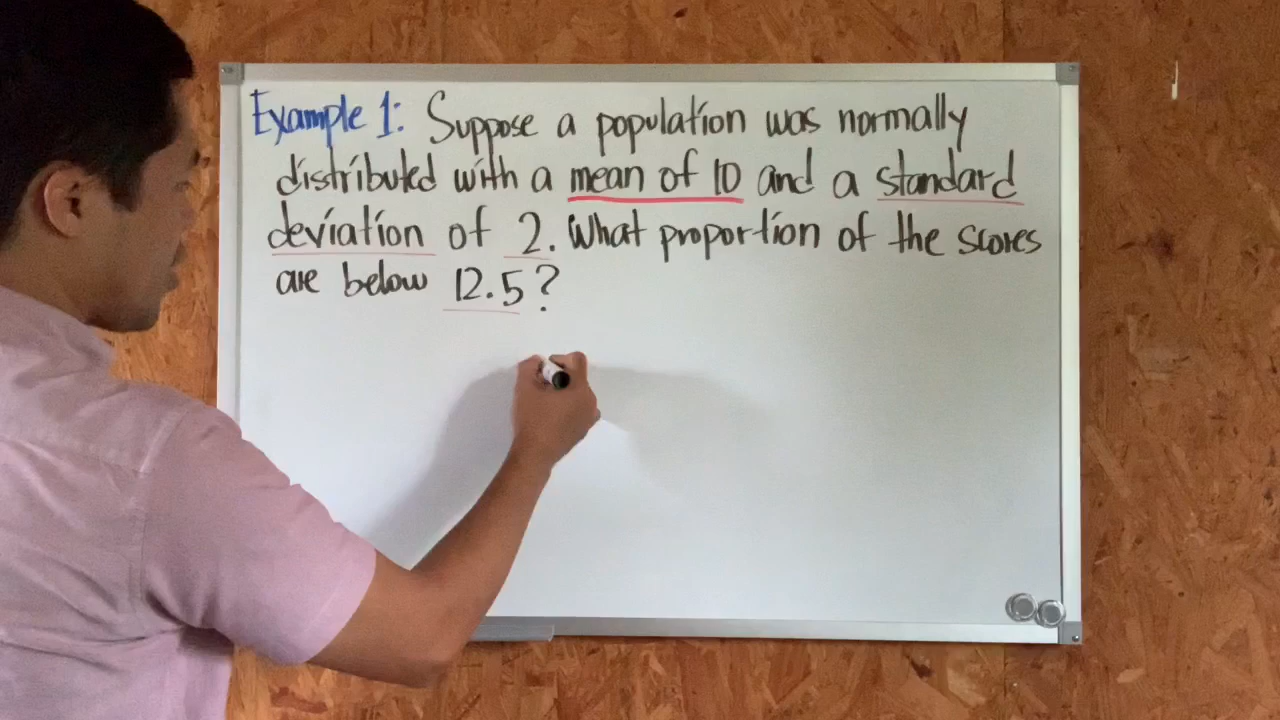 Example 1: Suppose a population was normally
distributed with a mean of 10 and a standard
deviation of 2. What proportion of the scores
are below 12.5?